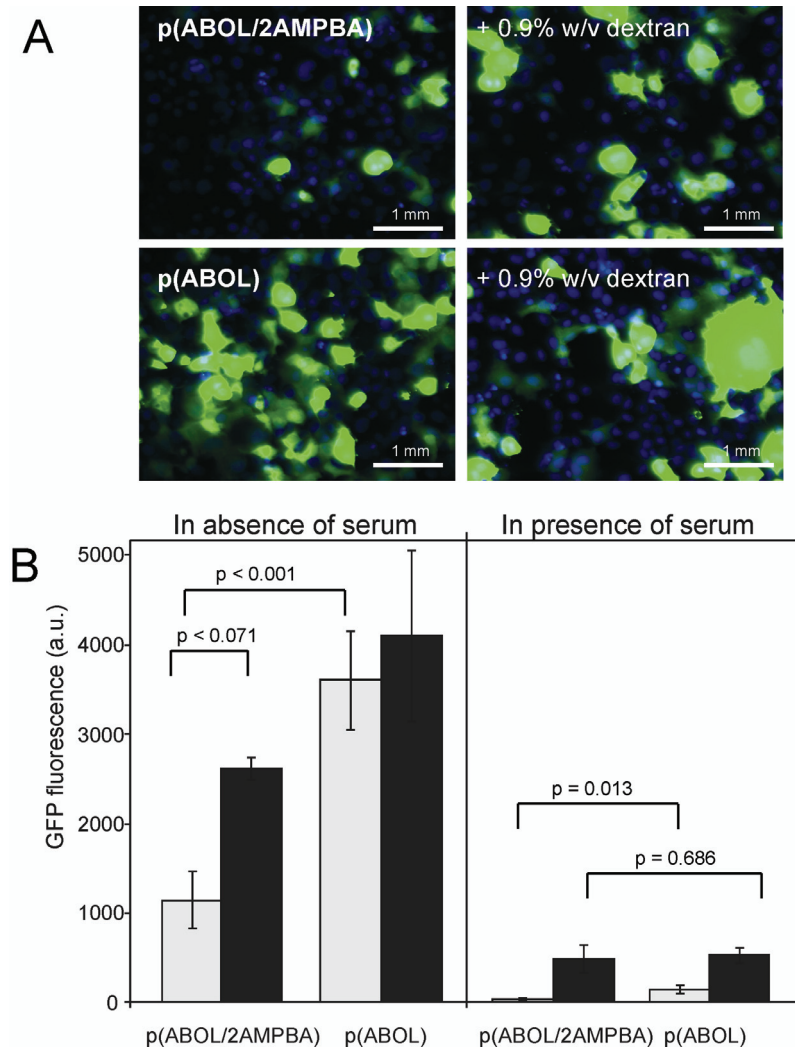 A
p(ABOL/2AMPBA)
+ 0.9% w/v dextran
1 mm
1 mm
p(ABOL)
+ 0.9% w/v dextran
1 mm
1 mm
In absence of serum
In presence of serum
B
GFP fluorescence (a.u.)
5000
4000
3000
2000
1000
0
p < 0.001
p < 0.071
p = 0.013
p = 0.686
p(ABOL/2AMPBA)
p(ABOL)
p(ABOL/2AMPBA)
p(ABOL)